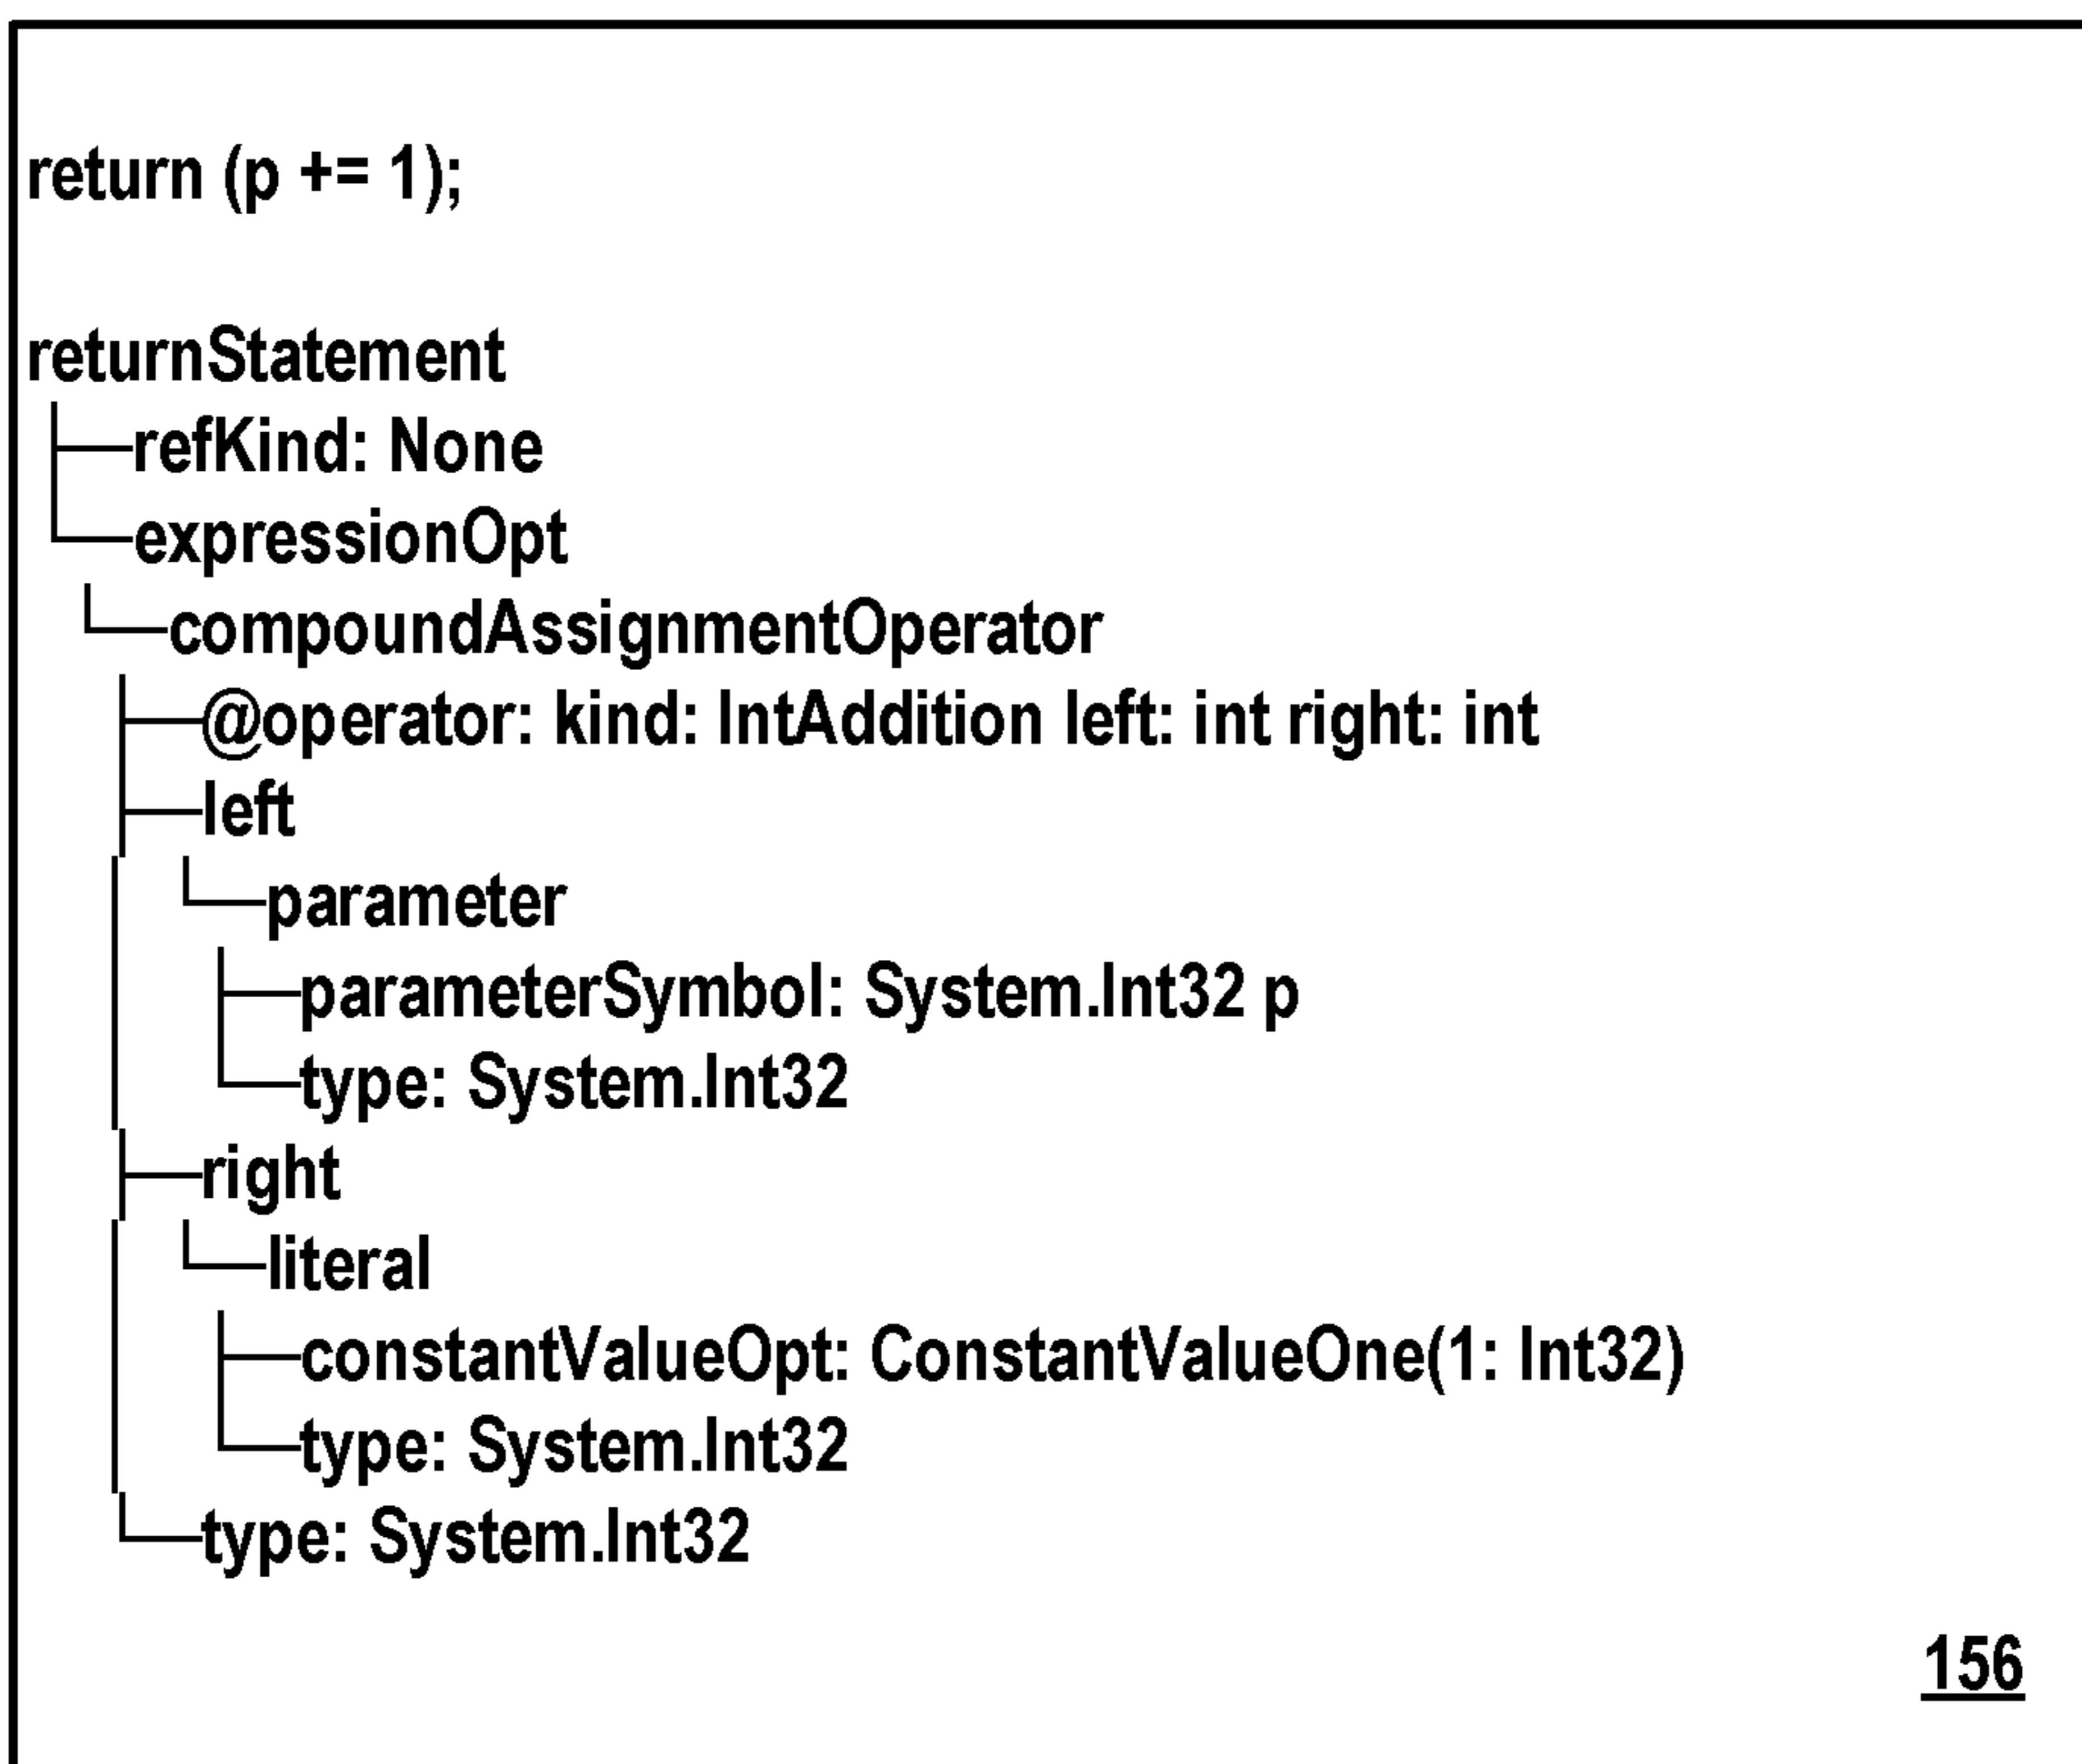 return (p += 1);
returnStatement
refKind: None
expressionOpt
compoundAssignmentOperator
@operator: kind: IntAddition left: int right: int
left
parameter
parameterSymbol: System.Int32 p
type: System.Int32
right
literal
constantValueOpt: ConstantValueOne(1: Int32)
type: System.Int32
type: System.Int32
156